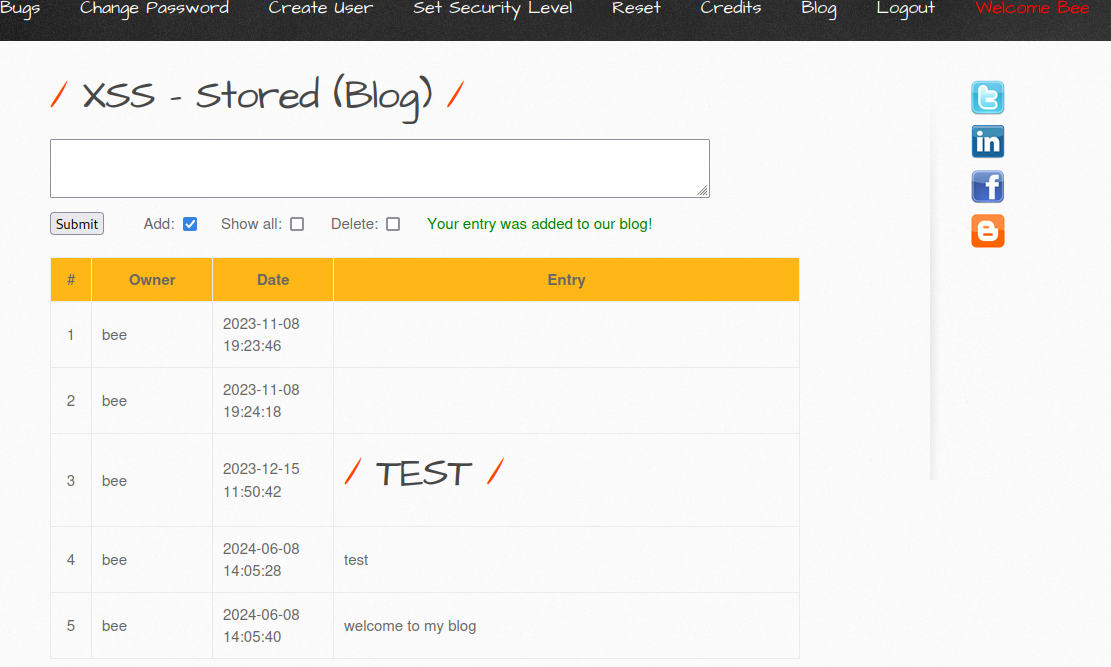 Bugs Change Password Create User Set Security Level Reset Credits Blog Logout Welcome Bee
/ XSS - Stored (Blog) /
Submit Add: Show all: Delete: Your entry was added to our blog!
# Owner Date Entry
1 bee 2023-11-08
19:23:46
2 bee 2023-11-08
19:24:18
3 bee 2023-12-15
11:50:42 / TEST /
4 bee 2024-06-08
14:05:28 test
5 bee 2024-06-08
14:05:40 welcome to my blog